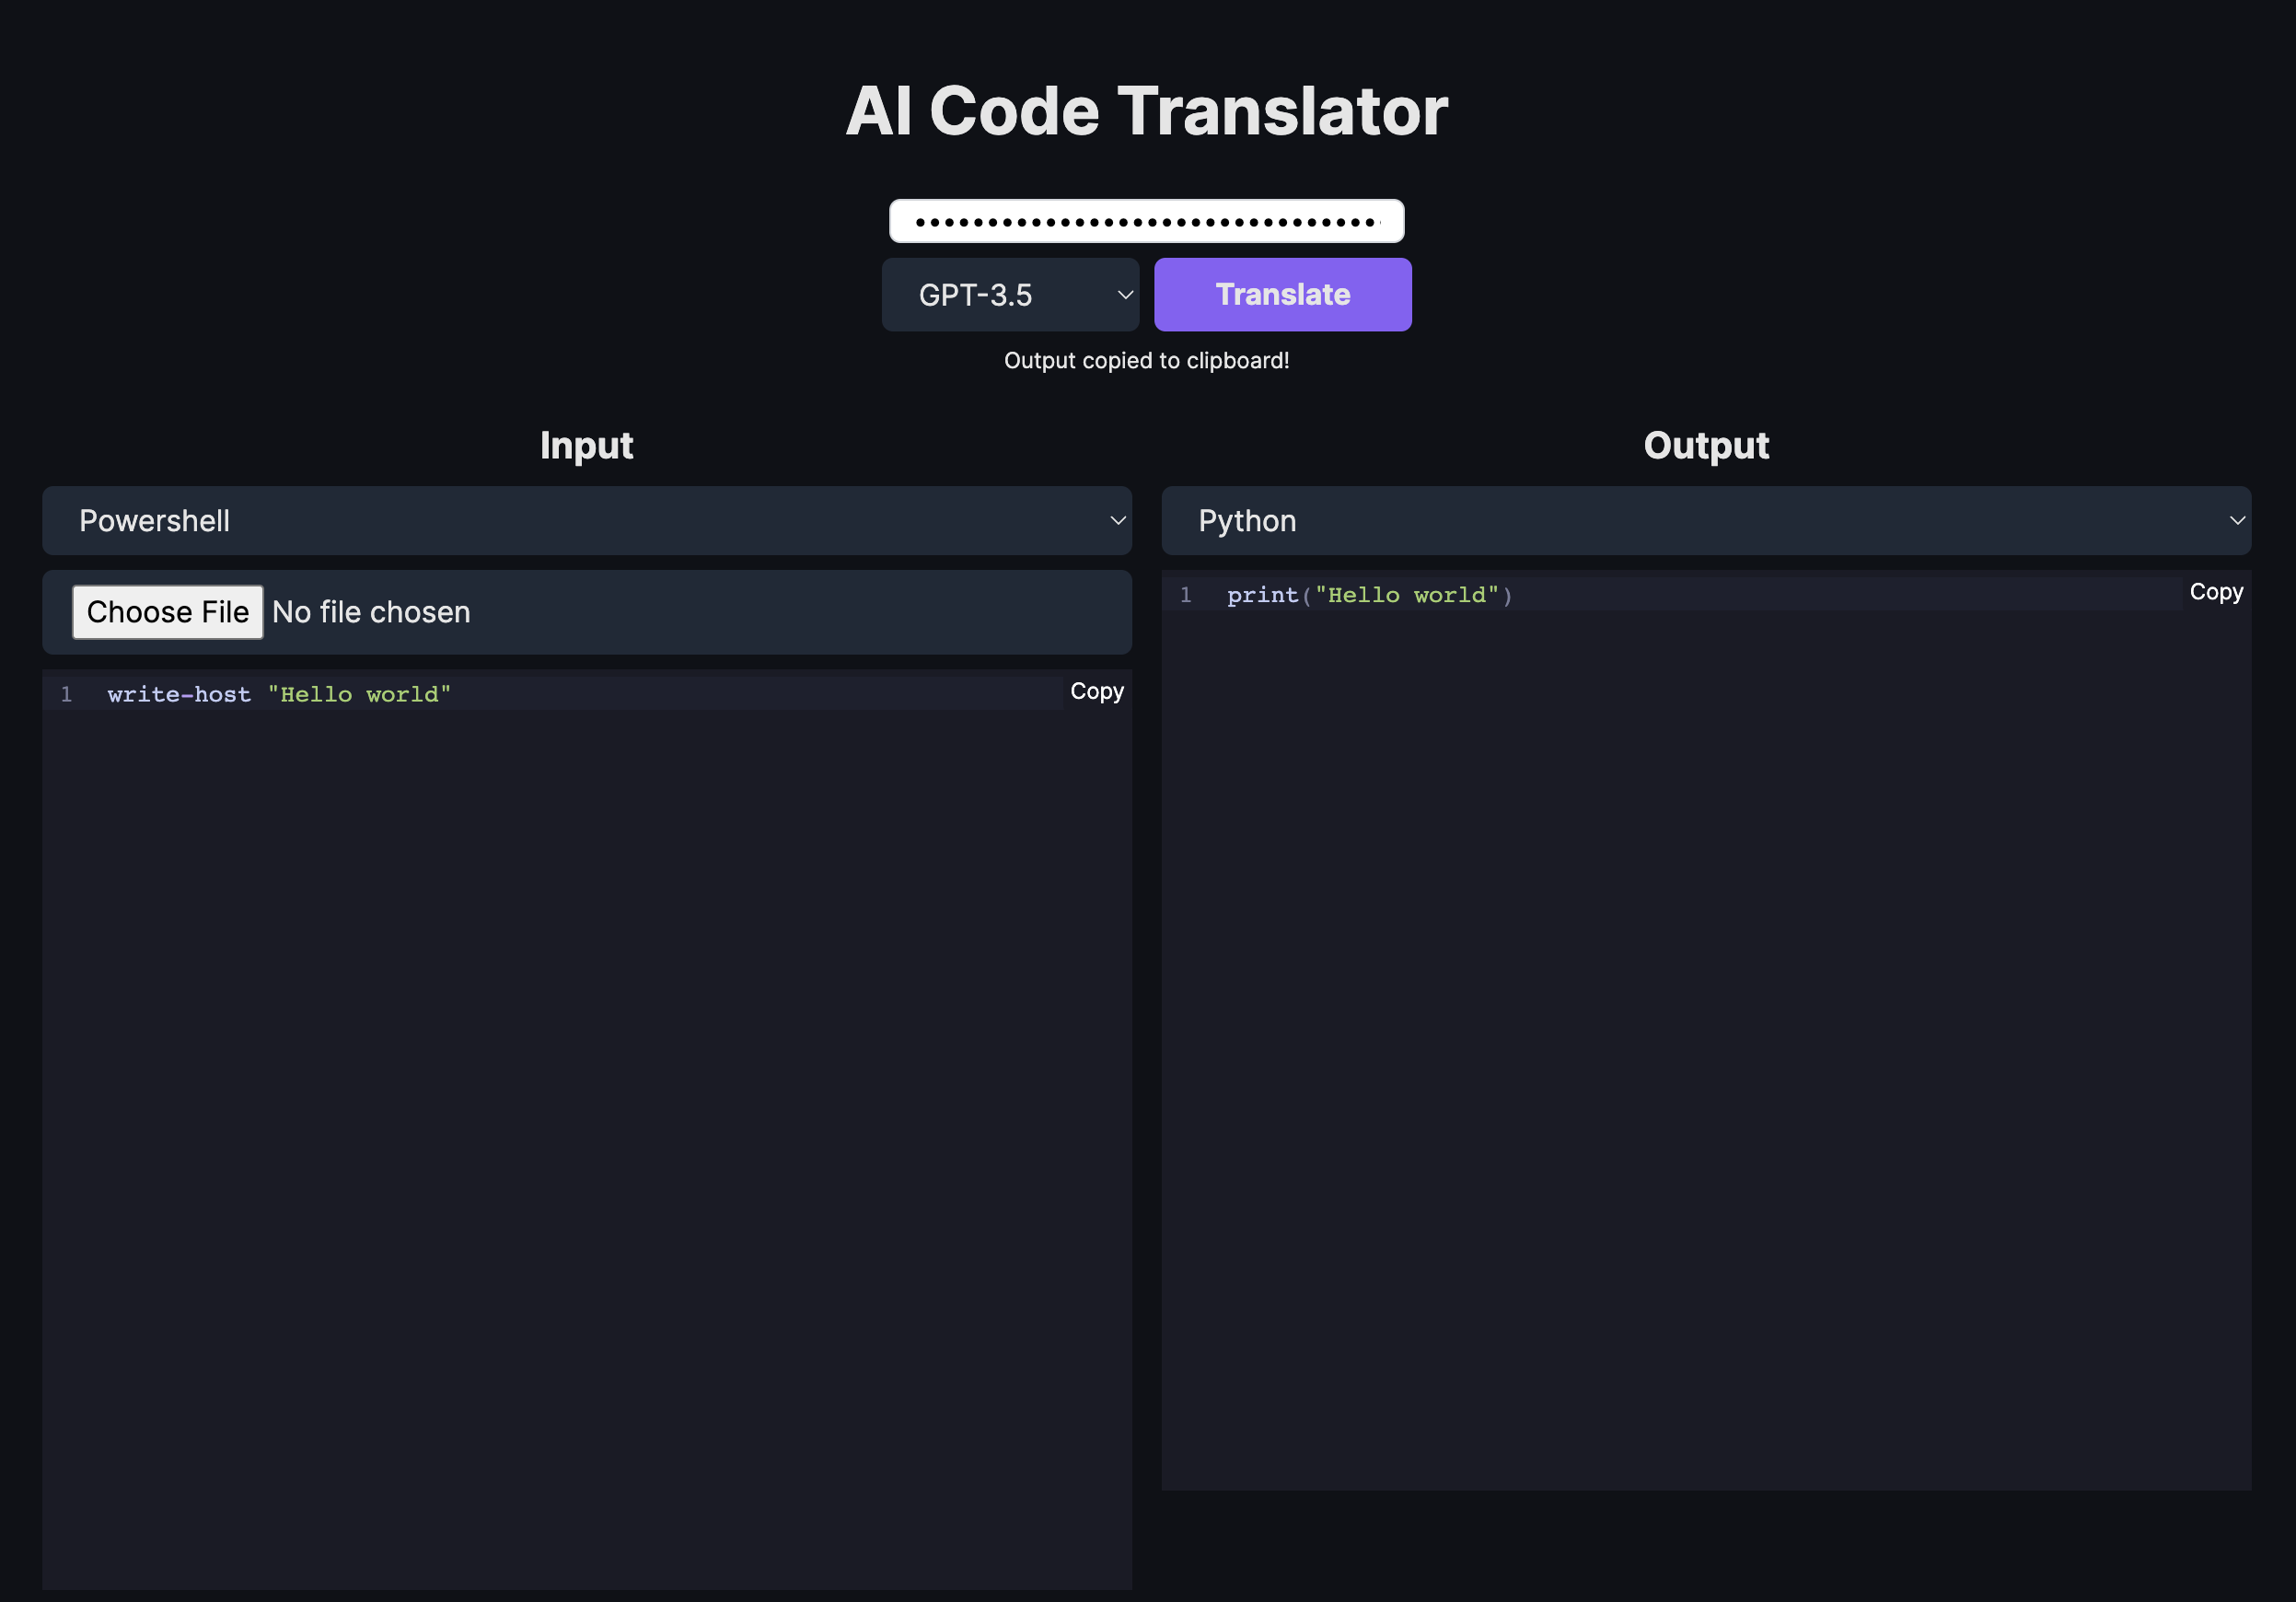 AI Code Translator
••••••••••••••••••••••••••••••••
GPT-3.5
Translate
Output copied to clipboard!
Input
Powershell
Choose File No file chosen
1 write-host "Hello world"
Copy
Output
Python
1 print("Hello world")
Copy